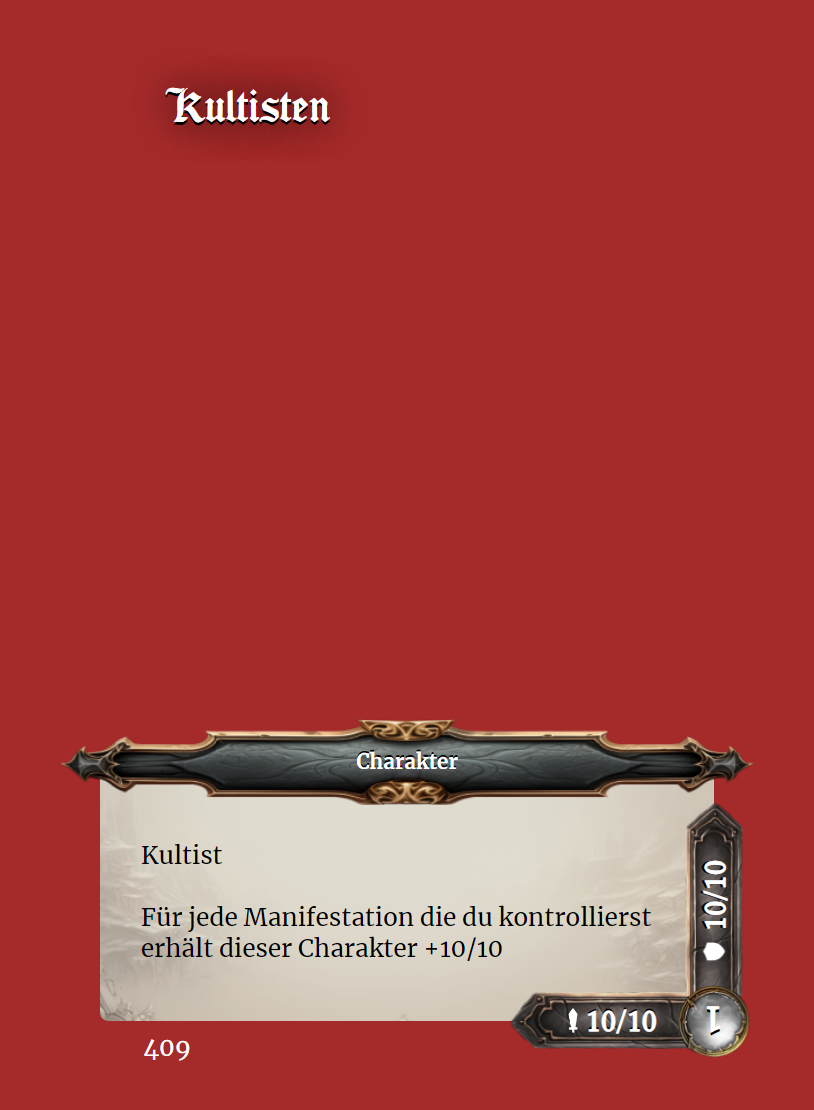 Kultisten
Charakter
Kultist
Für jede Manifestation die du kontrollierst
erhält dieser Charakter +10/10
10/10
10/10
1
409